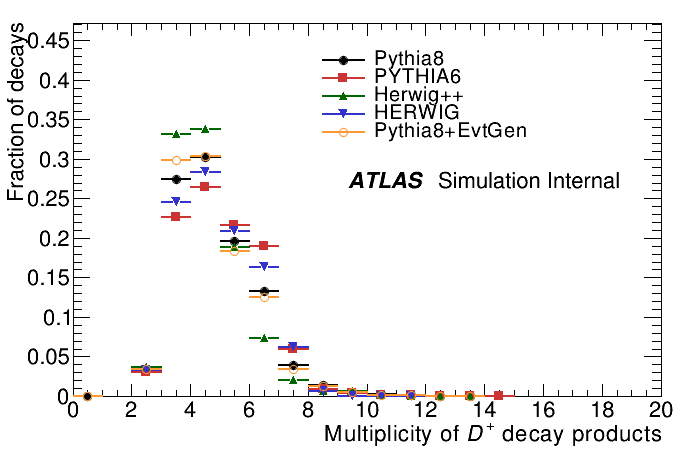 Fraction of decays
0.45
0.4
0.35
0.3
0.25
0.2
0.15
0.1
0.05
0
Pythia8
PYTHIA6
Herwig++
HERWIG
Pythia8+EvtGen
ATLAS Simulation Internal
0 2 4 6 8 10 12 14 16 18 20
Multiplicity of D⁺ decay products